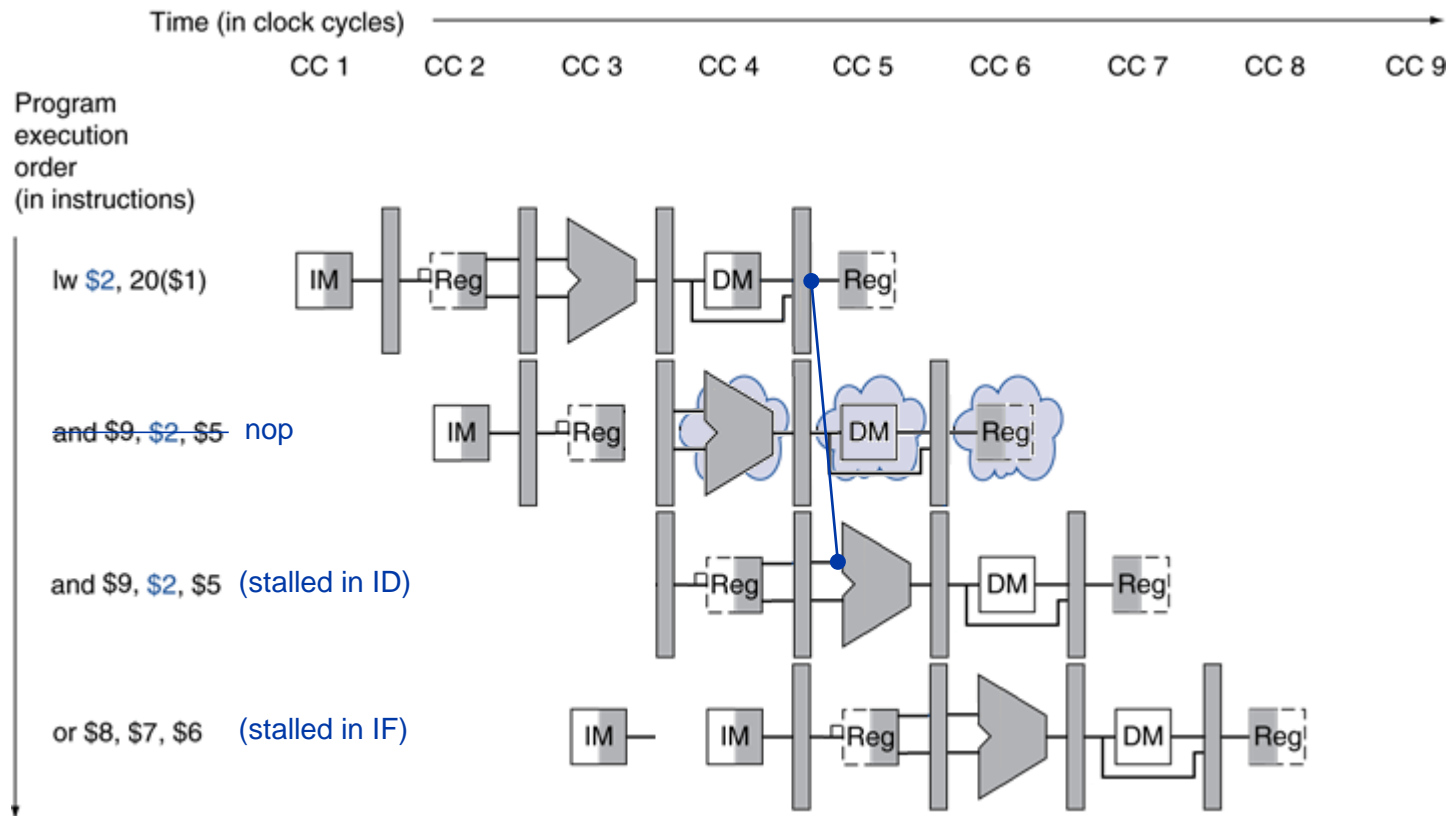 Time (in clock cycles)
CC 1 CC 2 CC 3 CC 4 CC 5 CC 6 CC 7 CC 8 CC 9
Program
execution
order
(in instructions)
lw $2, 20($1) IM Reg DM Reg
and $9, $2, $5 nop IM Reg DM Reg
and $9, $2, $5 (stalled in ID) Reg DM Reg
or $8, $7, $6 (stalled in IF) IM IM Reg DM Reg